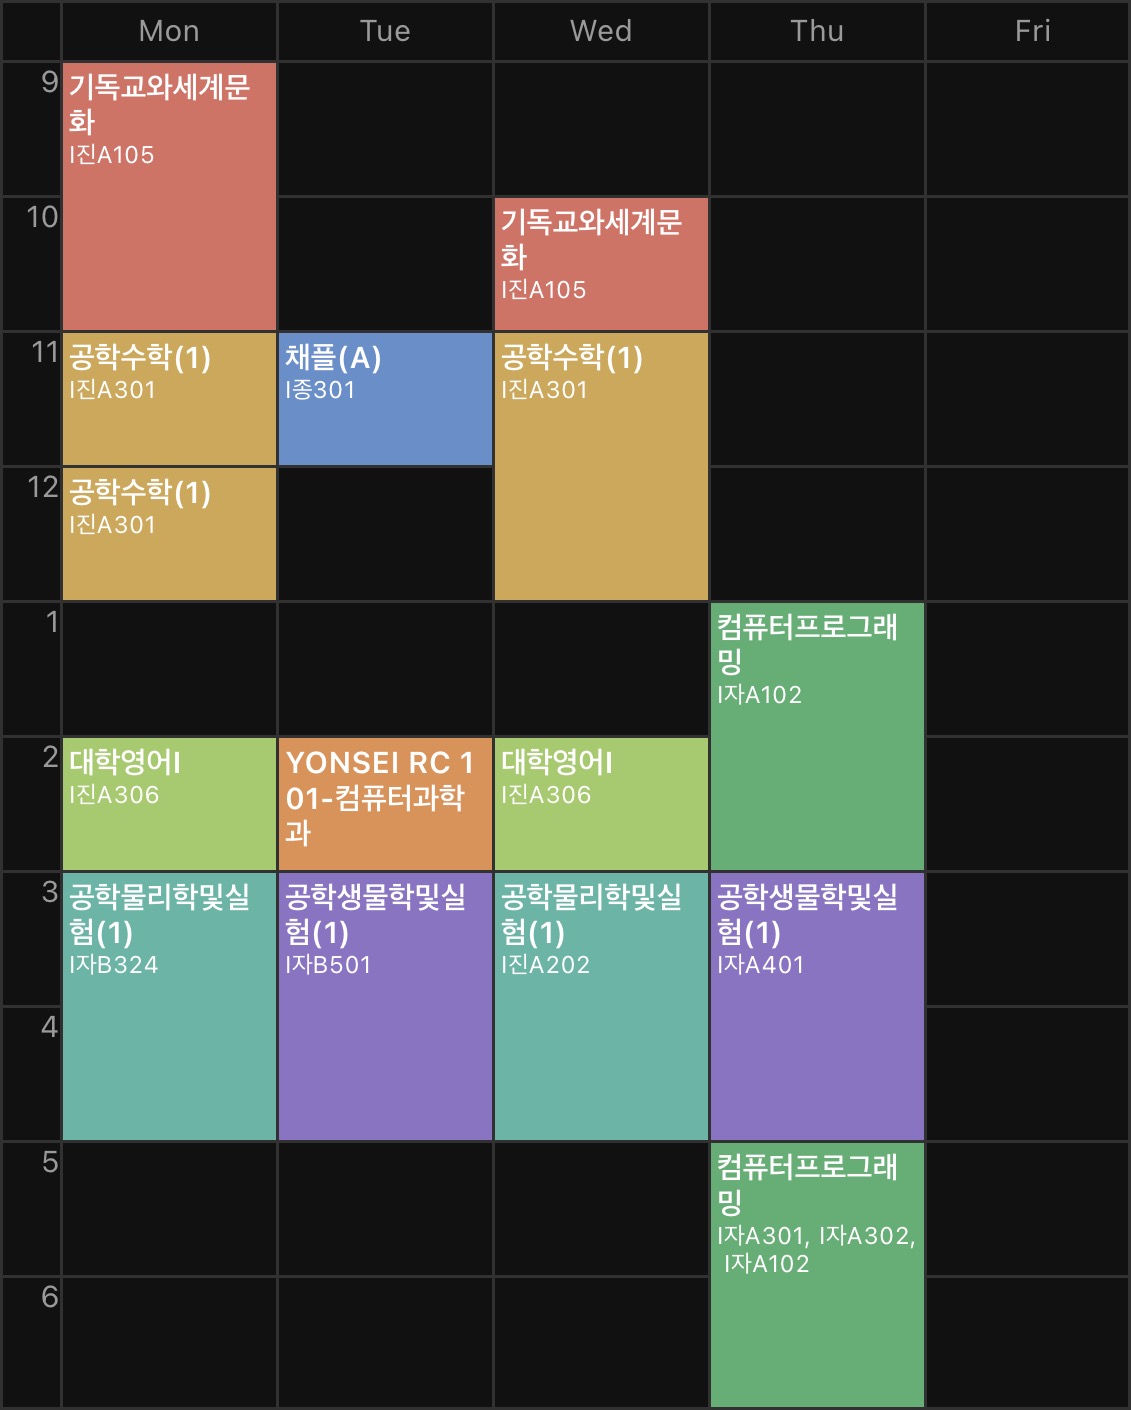 Mon Tue Wed Thu Fri
9
기독교와세계문
화
I진A105
10
기독교와세계문
화
I진A105
11
공학수학(1)
I진A301
채플(A)
I종301
공학수학(1)
I진A301
12
공학수학(1)
I진A301
1
컴퓨터프로그래
밍
I자A102
2
대학영어I
I진A306
YONSEI RC 1
01-컴퓨터과학
과
대학영어I
I진A306
3
공학물리학및실
험(1)
I자B324
공학생물학및실
험(1)
I자B501
공학물리학및실
험(1)
I진A202
공학생물학및실
험(1)
I자A401
4
5
컴퓨터프로그래
밍
I자A301, I자A302,
I자A102
6